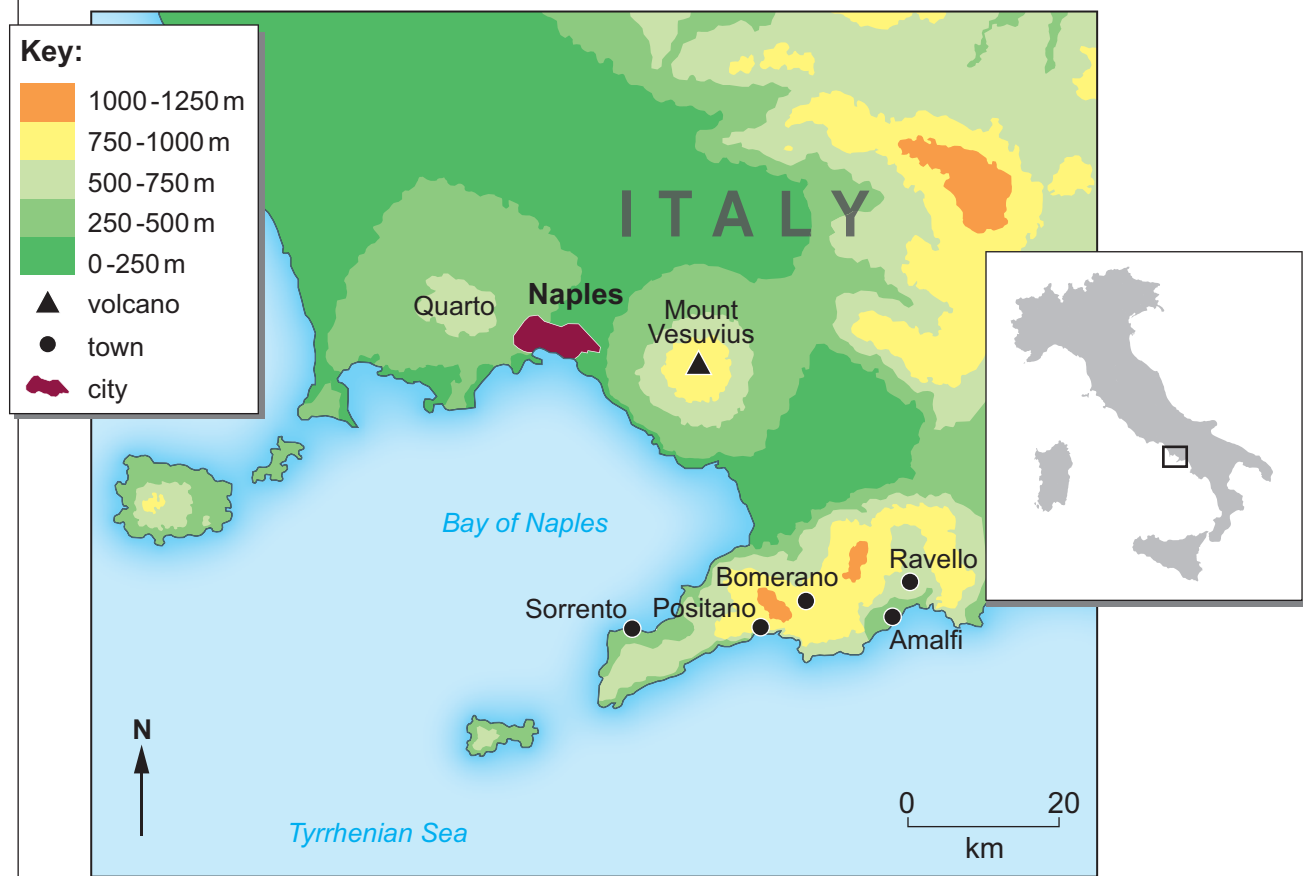 Key:
1000-1250 m
750-1000 m
500-750 m
250-500 m
0-250 m
volcano
town
city
ITALY
Quarto
Naples
Mount
Vesuvius
Bay of Naples
Sorrento
Positano
Bomerano
Ravello
Amalfi
N
Tyrrhenian Sea
0 20
km